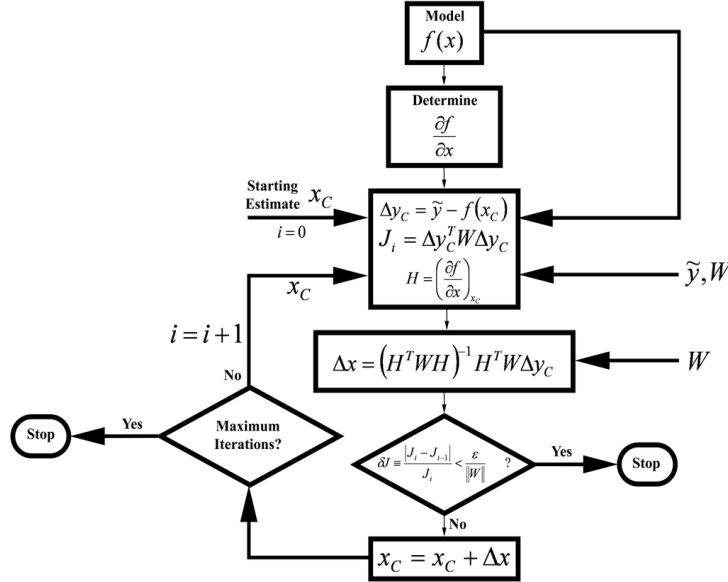 Model
f(x)
Determine
∂f/∂x
Starting
Estimate x_C
i=0
Δy_C = ỹ − f(x_C)
J_i = Δy_C^T W Δy_C
H = (∂f/∂x)_{x_C}
x_C
ỹ, W
i = i + 1
Δx = (H^T W H)^{-1} H^T W Δy_C
W
No
Maximum
Iterations?
Yes
Stop
δJ ≡ |J_i − J_{i−1}|/J_i < ε/‖W‖ ?
Yes
Stop
No
x_C = x_C + Δx